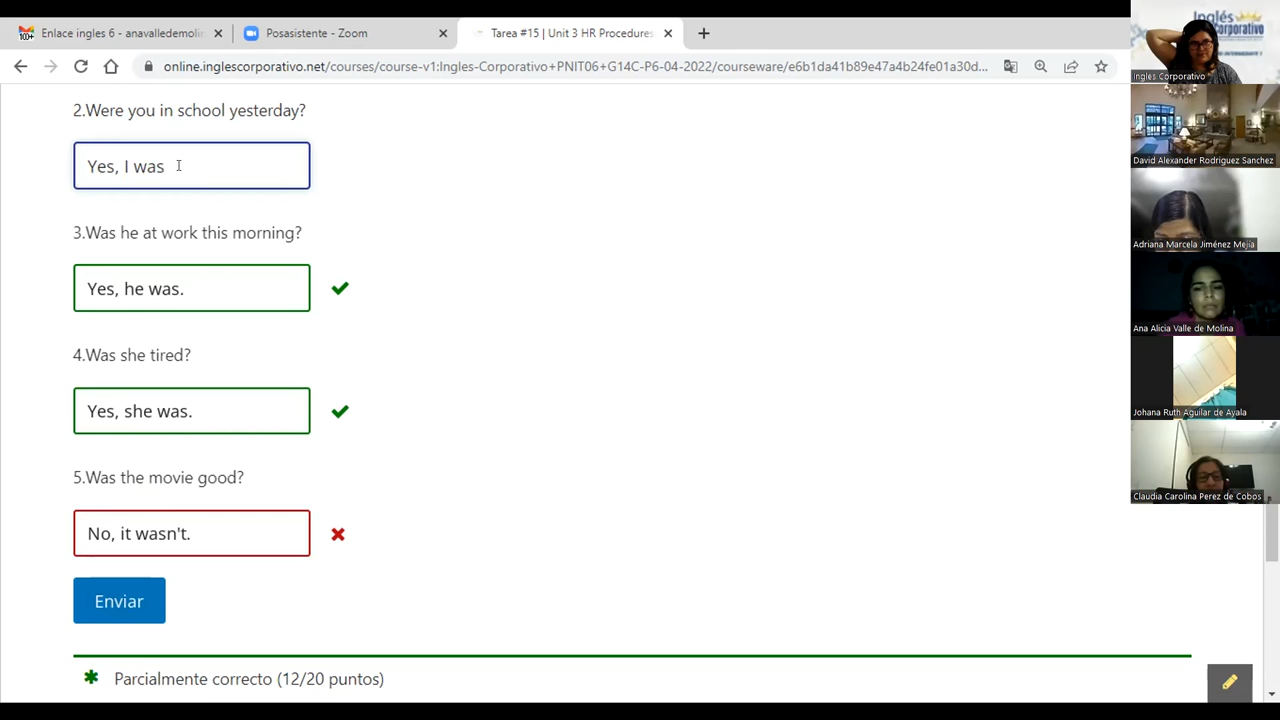 Enlace ingles 6 - anavalledemolin
Posasistente - Zoom
Tarea #15 | Unit 3 HR Procedures
online.inglescorporativo.net/courses/course-v1:Ingles-Cor
PNIT06+G14C-P6-04-2022/courseware/e6b1da41b89e47a4b24fe01a30d...
2.Were you in school yesterday?
Yes, I was
3.Was he at work this morning?
Yes, he was.
4.Was she tired?
Yes, she was.
5.Was the movie good?
No, it wasn't.
Enviar
Parcialmente correcto (12/20 puntos)
Inglés
Corporativo
Ingles Corporativo
David Alexander Rodriguez Sanchez
Adriana Marcela Jiménez Mejía
Ana Alicia Valle de Molina
Johana Ruth Aguilar de Ayala
Claudia Carolina Perez de Cobos